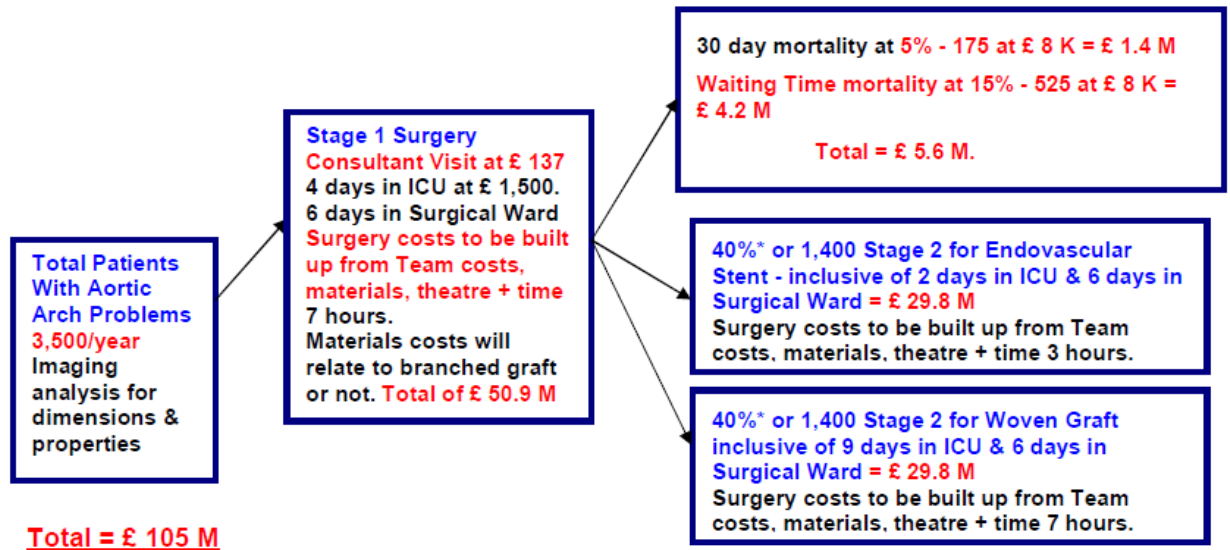 Total Patients
With Aortic
Arch Problems
3,500/year
Imaging
analysis for
dimensions &
properties
Total = £ 105 M
Stage 1 Surgery
Consultant Visit at £ 137
4 days in ICU at £ 1,500.
6 days in Surgical Ward
Surgery costs to be built
up from Team costs,
materials, theatre + time
7 hours.
Materials costs will
relate to branched graft
or not. Total of £ 50.9 M
30 day mortality at 5% - 175 at £ 8 K = £ 1.4 M
Waiting Time mortality at 15% - 525 at £ 8 K =
£ 4.2 M
Total = £ 5.6 M.
40%* or 1,400 Stage 2 for Endovascular
Stent - inclusive of 2 days in ICU & 6 days in
Surgical Ward = £ 29.8 M
Surgery costs to be built up from Team
costs, materials, theatre + time 3 hours.
40%* or 1,400 Stage 2 for Woven Graft
inclusive of 9 days in ICU & 6 days in
Surgical Ward = £ 29.8 M
Surgery costs to be built up from Team
costs, materials, theatre + time 7 hours.